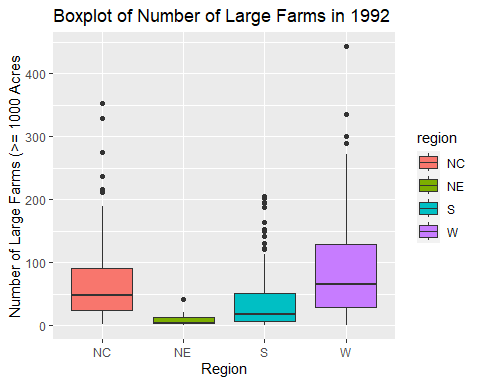 Boxplot of Number of Large Farms in 1992
Number of Large Farms (>= 1000 Acres
400
300
200
100
0
NC NE S W
Region
region
NC
NE
S
W